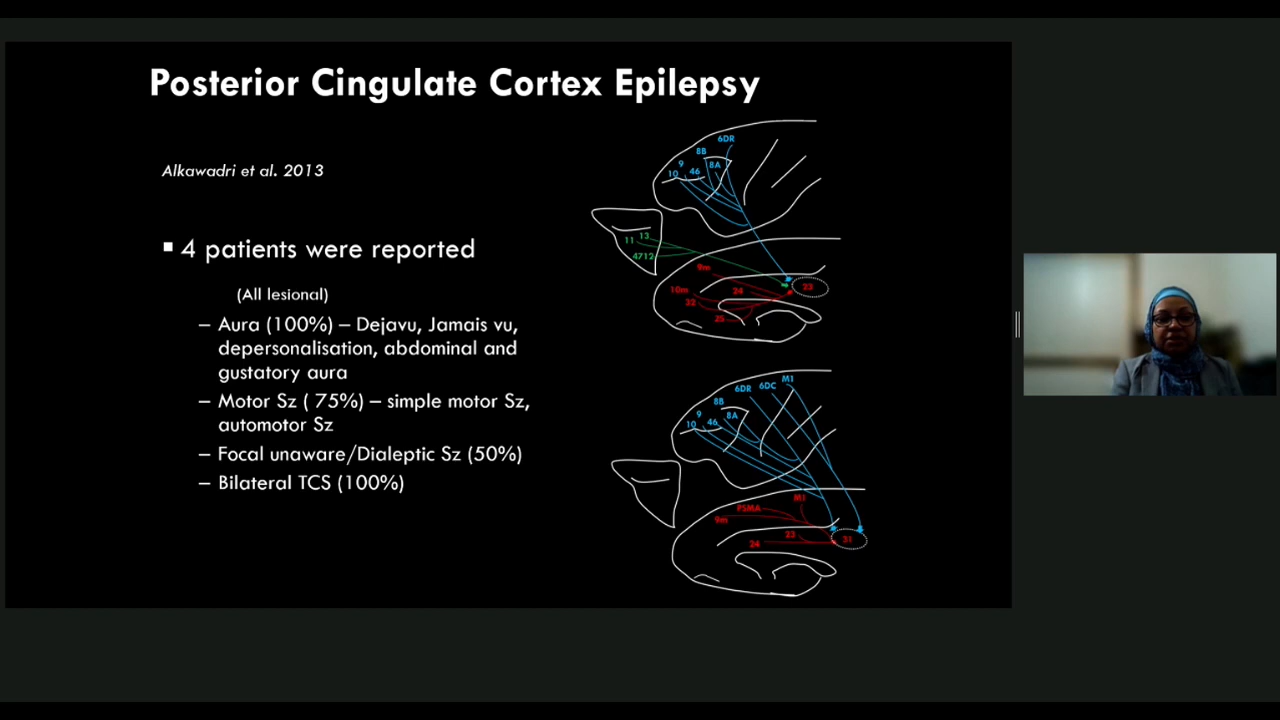 Posterior Cingulate Cortex Epilepsy
Alkawadri et al. 2013
▪ 4 patients were reported
(All lesional)
– Aura (100%) – Dejavu, Jamais vu,
depersonalisation, abdominal and
gustatory aura
– Motor Sz ( 75%) – simple motor Sz,
automotor Sz
– Focal unaware/Dialeptic Sz (50%)
– Bilateral TCS (100%)
6DR
8B
9
8A
10
46
11
13
4712
9m
10m
24
23
32
25
M1
6DR
6DC
8B
9
8A
10
46
M1
PSMA
9m
23
24
31